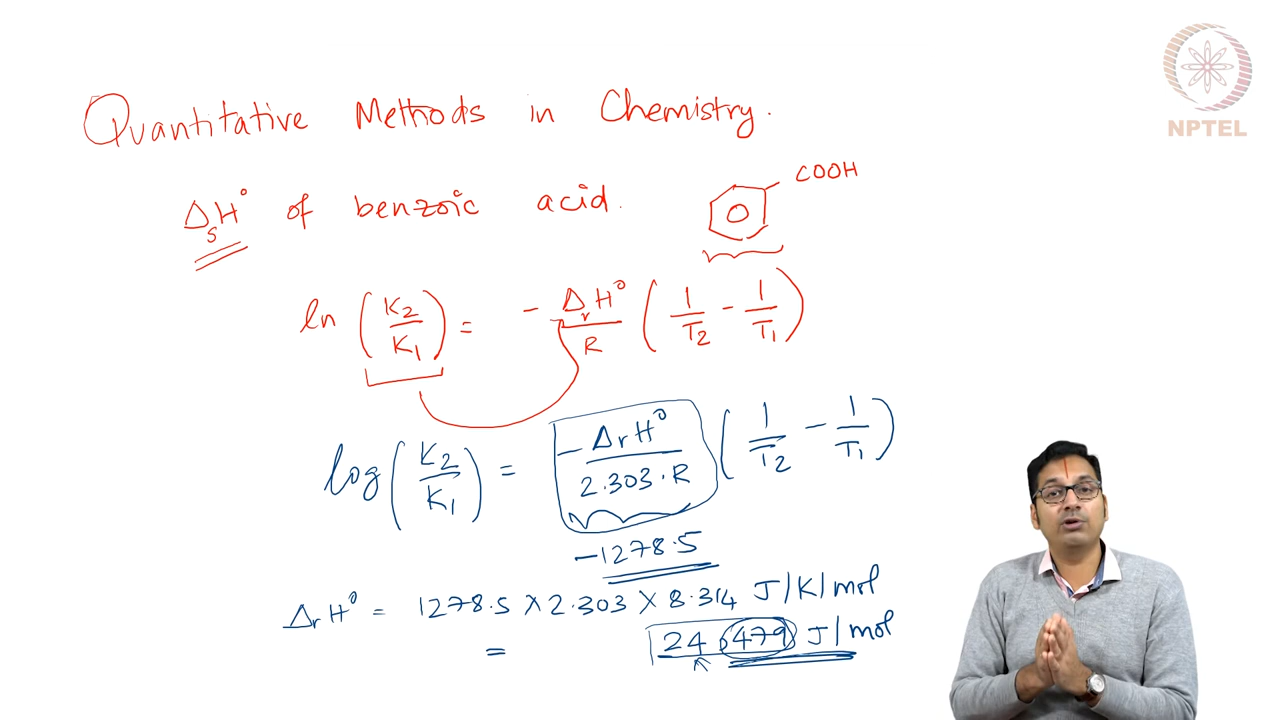 NPTEL
Quantitative Methods in Chemistry.
ΔₛH° of benzoic acid. COOH
ln (K₂/K₁) = - ΔᵣH°/R (1/T₂ - 1/T₁)
log (K₂/K₁) = - ΔᵣH°/2.303·R (1/T₂ - 1/T₁)
-1278.5
ΔᵣH° = 1278.5 × 2.303 × 8.314 J/K/mol
= 24,479 J/mol